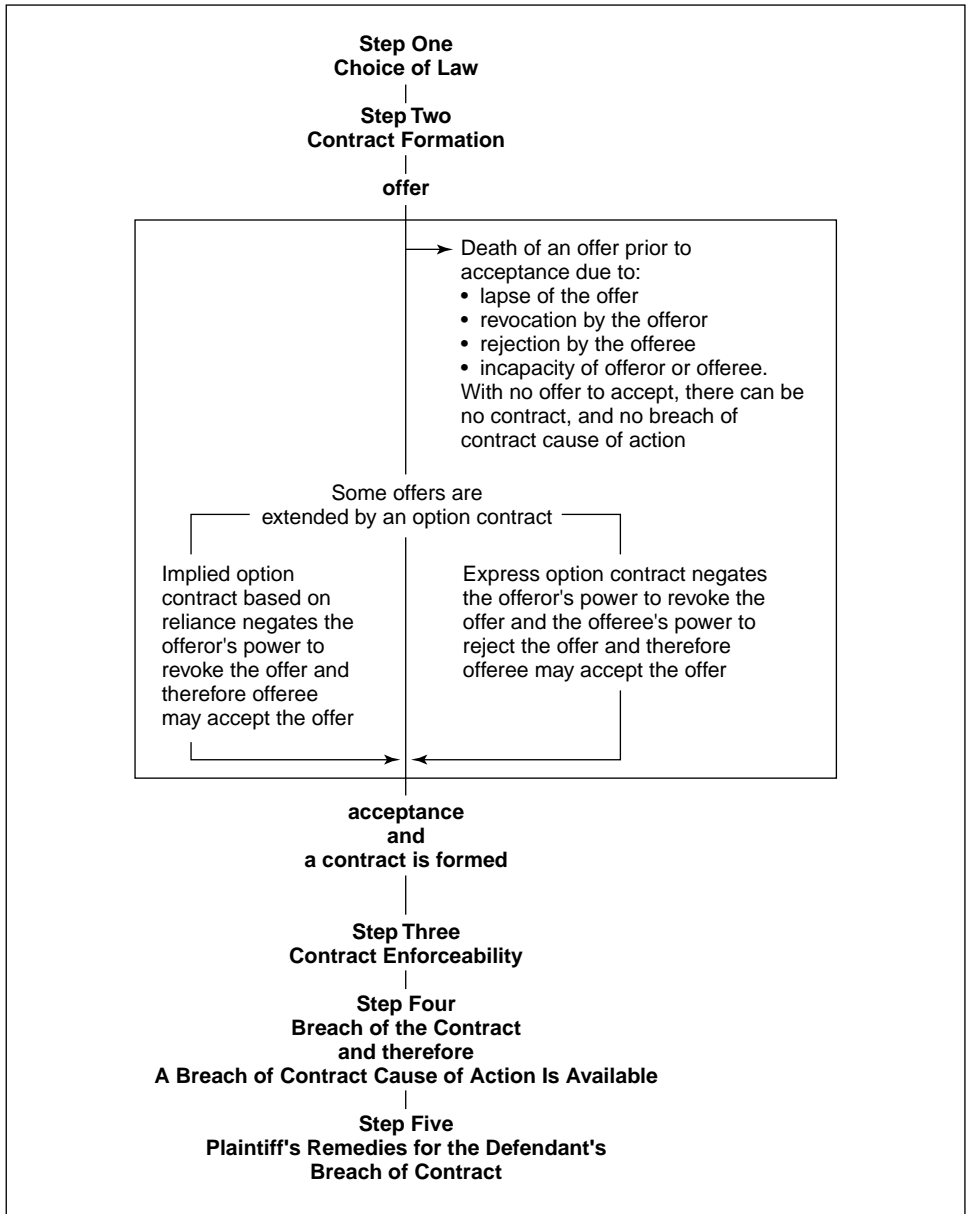 Step One
Choice of Law
Step Two
Contract Formation
offer
Death of an offer prior to
acceptance due to:
• lapse of the offer
• revocation by the offeror
• rejection by the offeree
• incapacity of offeror or offeree.
With no offer to accept, there can be
no contract, and no breach of
contract cause of action
Some offers are
extended by an option contract
Implied option
contract based on
reliance negates the
offeror's power to
revoke the offer and
therefore offeree
may accept the offer
Express option contract negates
the offeror's power to revoke the
offer and the offeree's power to
reject the offer and therefore
offeree may accept the offer
acceptance
and
a contract is formed
Step Three
Contract Enforceability
Step Four
Breach of the Contract
and therefore
A Breach of Contract Cause of Action Is Available
Step Five
Plaintiff's Remedies for the Defendant's
Breach of Contract